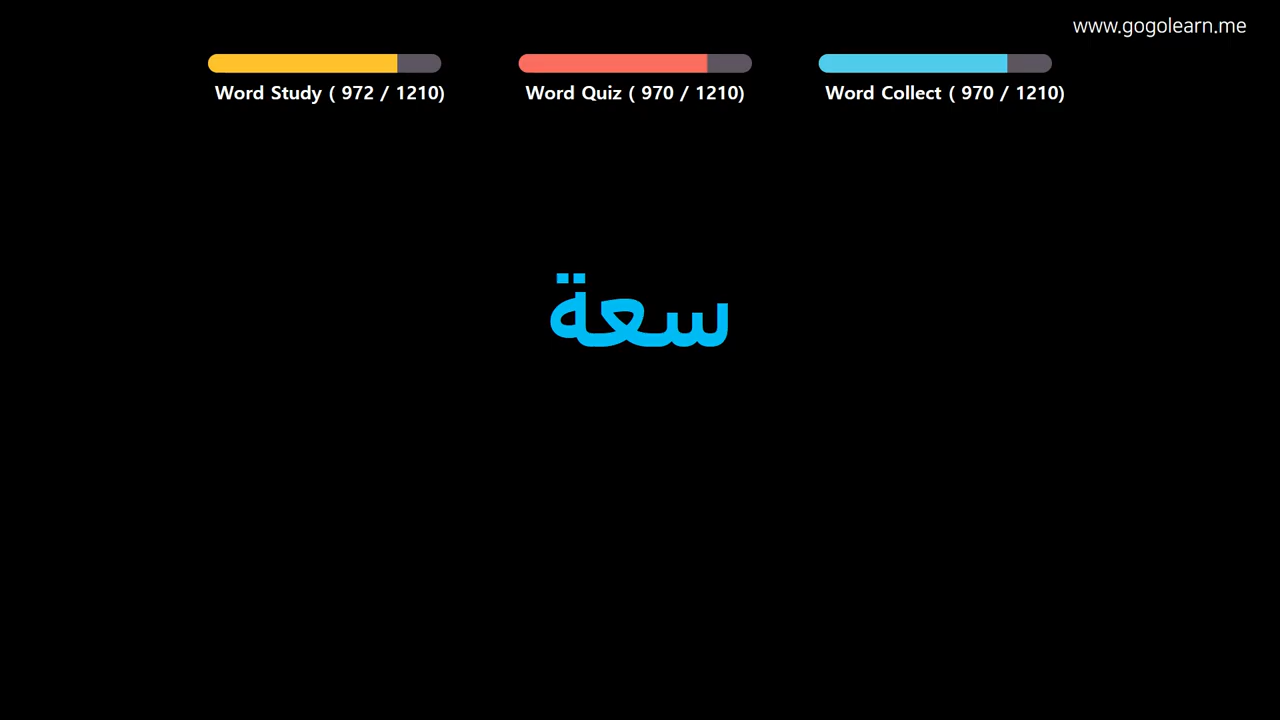 www.gogolearn.me
Word Study ( 972 / 1210)
Word Quiz ( 970 / 1210)
Word Collect ( 970 / 1210)
سعة